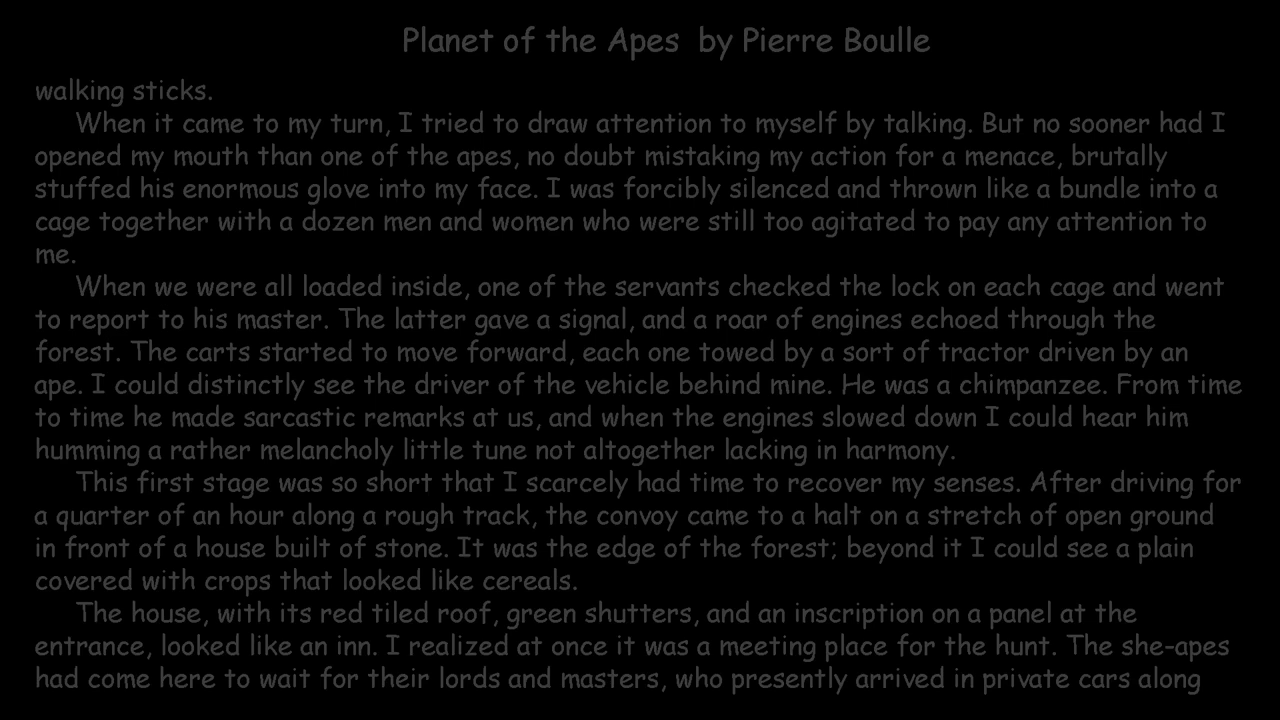 Planet of the Apes  by Pierre Boulle
walking sticks.
When it came to my turn, I tried to draw attention to myself by talking. But no sooner had I
opened my mouth than one of the apes, no doubt mistaking my action for a menace, brutally
stuffed his enormous glove into my face. I was forcibly silenced and thrown like a bundle into a
cage together with a dozen men and women who were still too agitated to pay any attention to
me.
When we were all loaded inside, one of the servants checked the lock on each cage and went
to report to his master. The latter gave a signal, and a roar of engines echoed through the
forest. The carts started to move forward, each one towed by a sort of tractor driven by an
ape. I could distinctly see the driver of the vehicle behind mine. He was a chimpanzee. From time
to time he made sarcastic remarks at us, and when the engines slowed down I could hear him
humming a rather melancholy little tune not altogether lacking in harmony.
This first stage was so short that I scarcely had time to recover my senses. After driving for
a quarter of an hour along a rough track, the convoy came to a halt on a stretch of open ground
in front of a house built of stone. It was the edge of the forest; beyond it I could see a plain
covered with crops that looked like cereals.
The house, with its red tiled roof, green shutters, and an inscription on a panel at the
entrance, looked like an inn. I realized at once it was a meeting place for the hunt. The she-apes
had come here to wait for their lords and masters, who presently arrived in private cars along